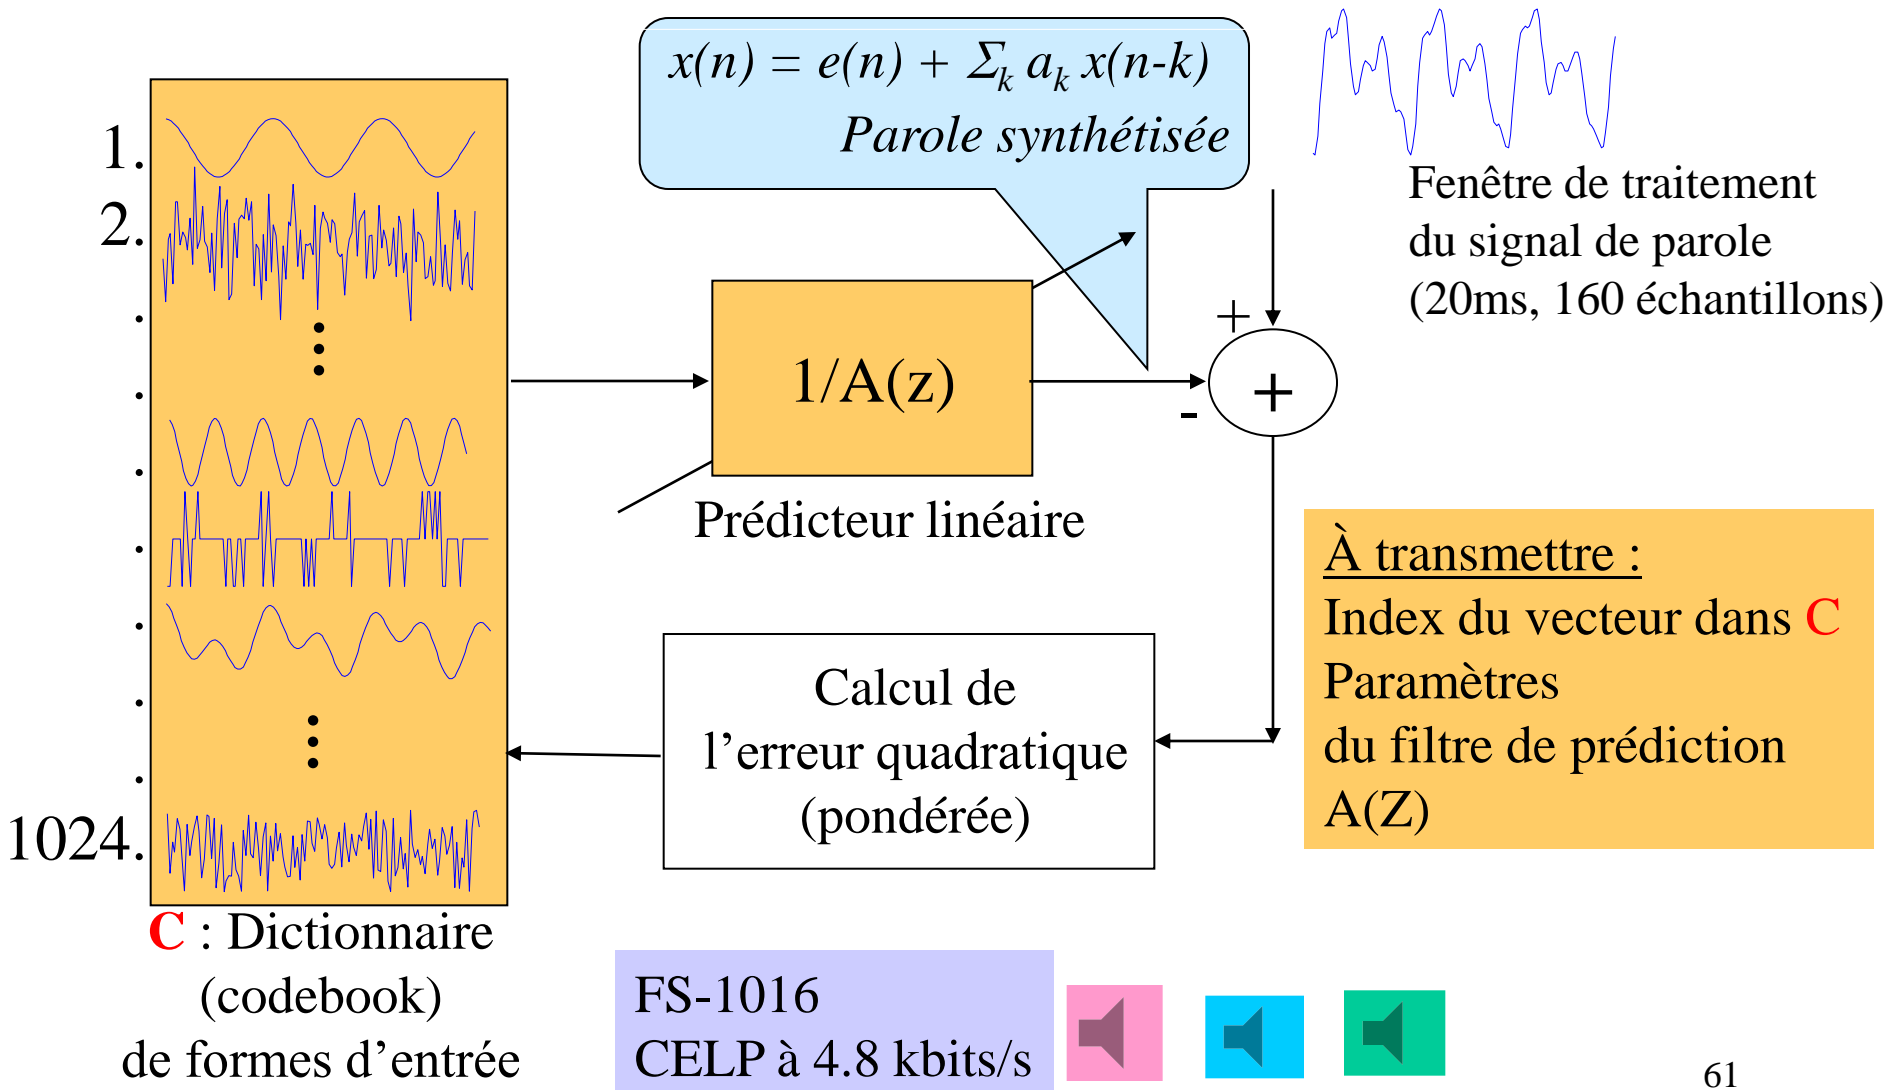 x(n) = e(n) + Σk ak x(n-k)
Parole synthétisée
Fenêtre de traitement
du signal de parole
(20ms, 160 échantillons)
1.
2.
.
.
.
.
.
.
.
1024.
1/A(z)
+
-
+
Prédicteur linéaire
À transmettre :
Index du vecteur dans C
Paramètres
du filtre de prédiction
A(Z)
Calcul de
l’erreur quadratique
(pondérée)
C : Dictionnaire
(codebook)
de formes d’entrée
FS-1016
CELP à 4.8 kbits/s
61